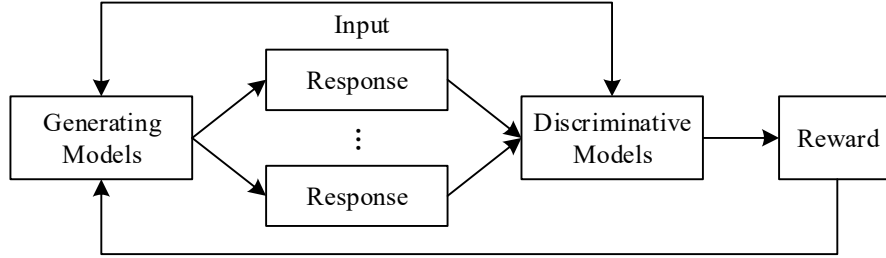 Input
Response
Generating
Models
⋮
Discriminative
Models
Reward
Response